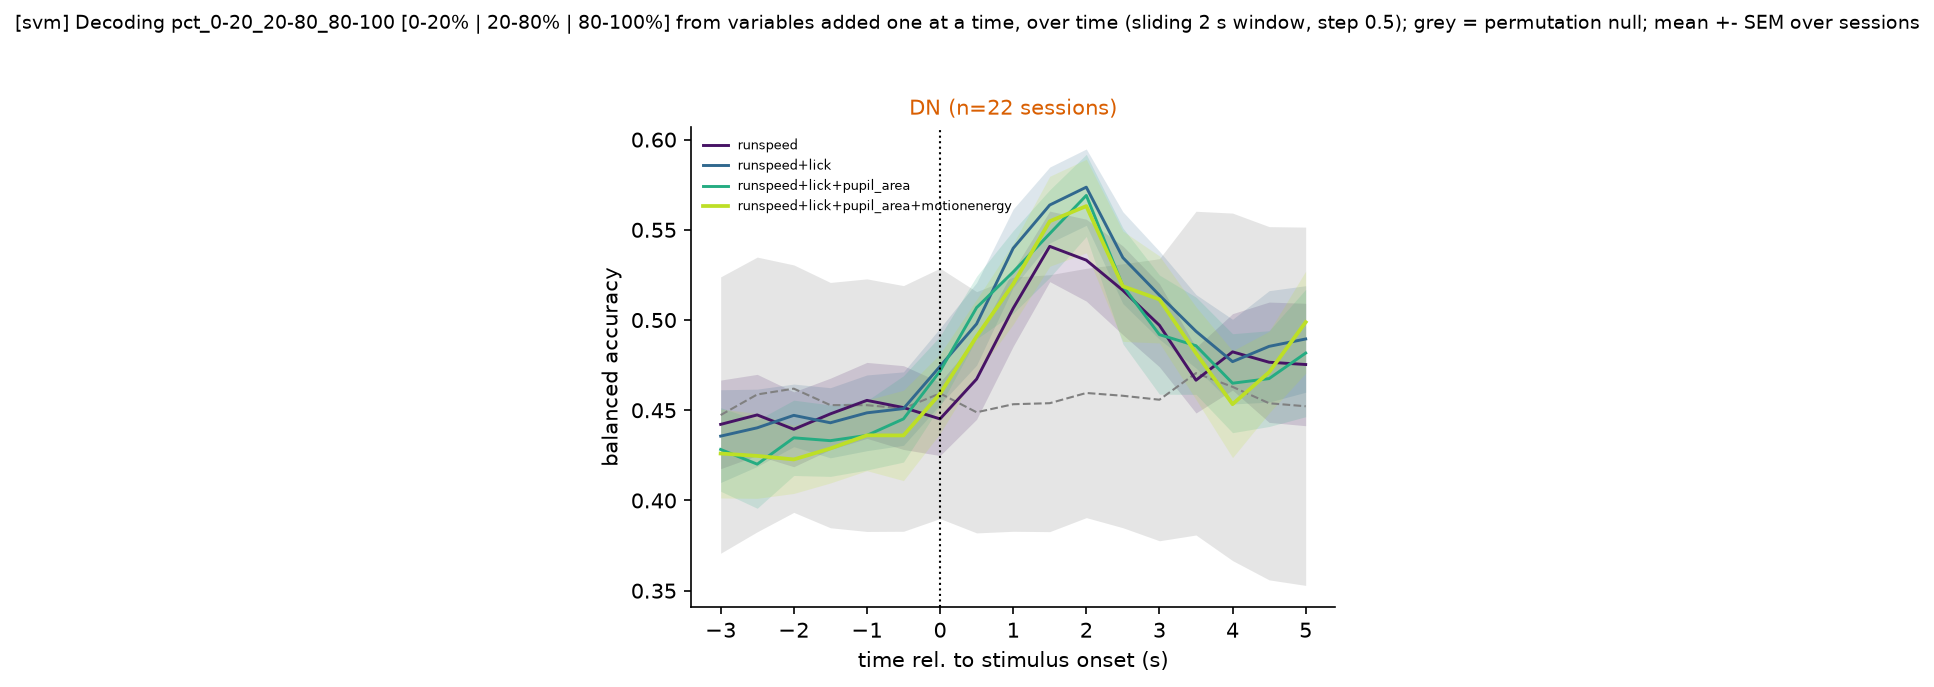 [svm] Decoding pct_0-20_20-80_80-100 [0-20% | 20-80% | 80-100%] from variables added one at a time, over time (sliding 2 s window, step 0.5); grey = permutation null; mean +- SEM over sessions
DN (n=22 sessions)
runspeed
runspeed+lick
runspeed+lick+pupil_area
runspeed+lick+pupil_area+motionenergy
balanced accuracy
0.60
0.55
0.50
0.45
0.40
0.35
−3 −2 −1 0 1 2 3 4 5
time rel. to stimulus onset (s)